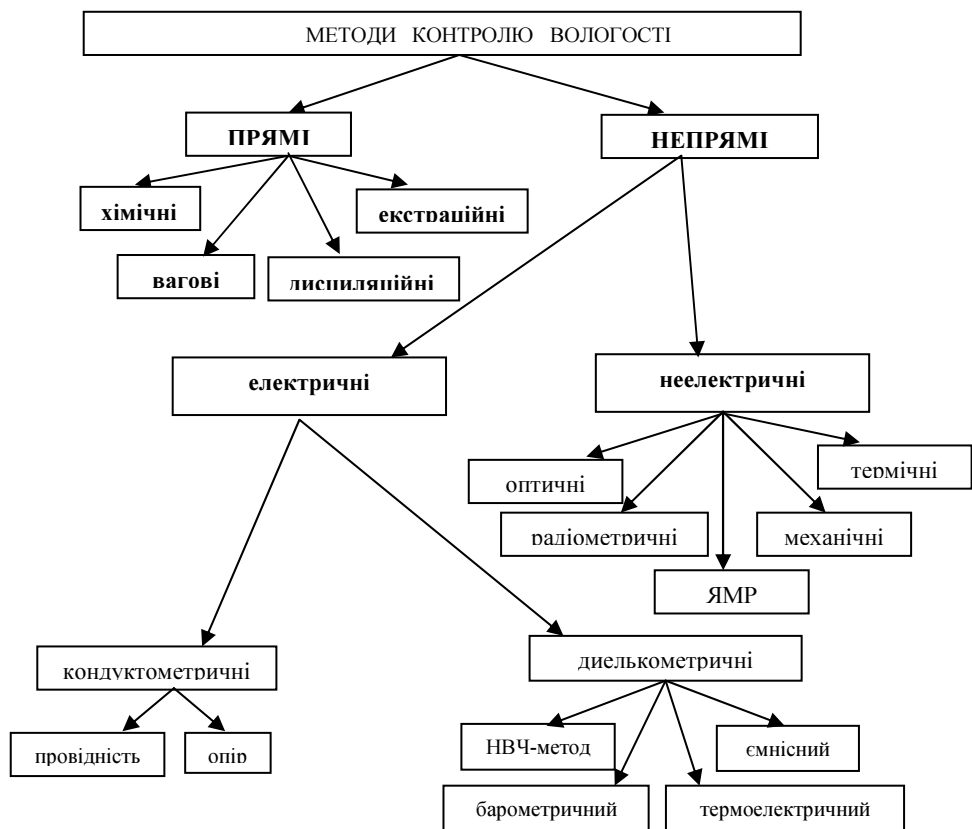 МЕТОДИ КОНТРОЛЮ ВОЛОГОСТІ
ПРЯМІ
НЕПРЯМІ
хімічні
екстраційні
вагові
дисциляційні
електричні
неелектричні
оптичні
термічні
радіометричні
механічні
ЯМР
кондуктометричні
диелькометричні
провідність
опір
НВЧ-метод
ємнісний
барометричний
термоелектричний